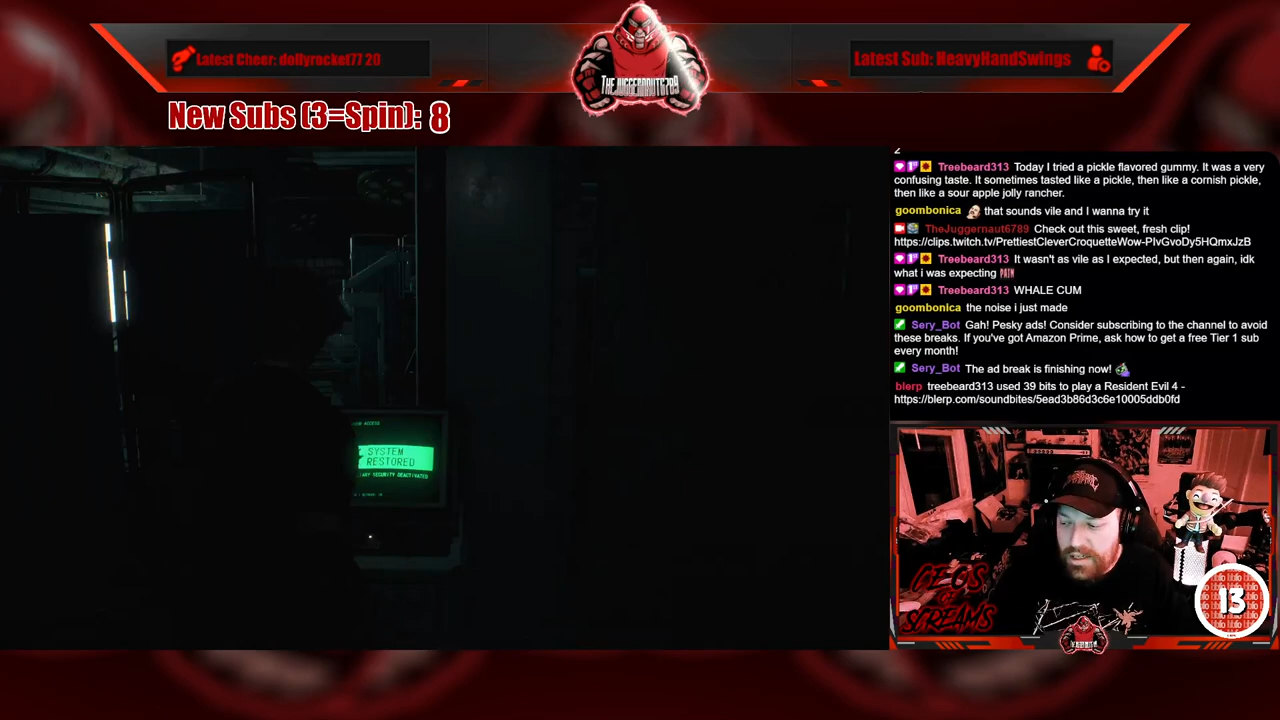 Latest Cheer: dollyrocket77 20
THEJUGGERNAUT6789
Latest Sub: HeavyHandSwings
New Subs (3=Spin): 8
2
Treebeard313 Today I tried a pickle flavored gummy. It was a very
confusing taste. It sometimes tasted like a pickle, then like a cornish pickle,
then like a sour apple jolly rancher.
goombonica that sounds vile and I wanna try it
TheJuggernaut6789 Check out this sweet, fresh clip!
https://clips.twitch.tv/PrettiestCleverCroquetteWow-PIvGvoDy5HQmxJzB
Treebeard313 It wasn't as vile as I expected, but then again, idk
what i was expecting PAIN
Treebeard313 WHALE CUM
goombonica the noise i just made
Sery_Bot Gah! Pesky ads! Consider subscribing to the channel to avoid
these breaks. If you've got Amazon Prime, ask how to get a free Tier 1 sub
every month!
Sery_Bot The ad break is finishing now!
blerp treebeard313 used 39 bits to play a Resident Evil 4 -
https://blerp.com/soundbites/5ead3b86d3c6e10005ddb0fd
ACCESS
SYSTEM
RESTORED
SECURITY DEACTIVATED
SCREAMS
13